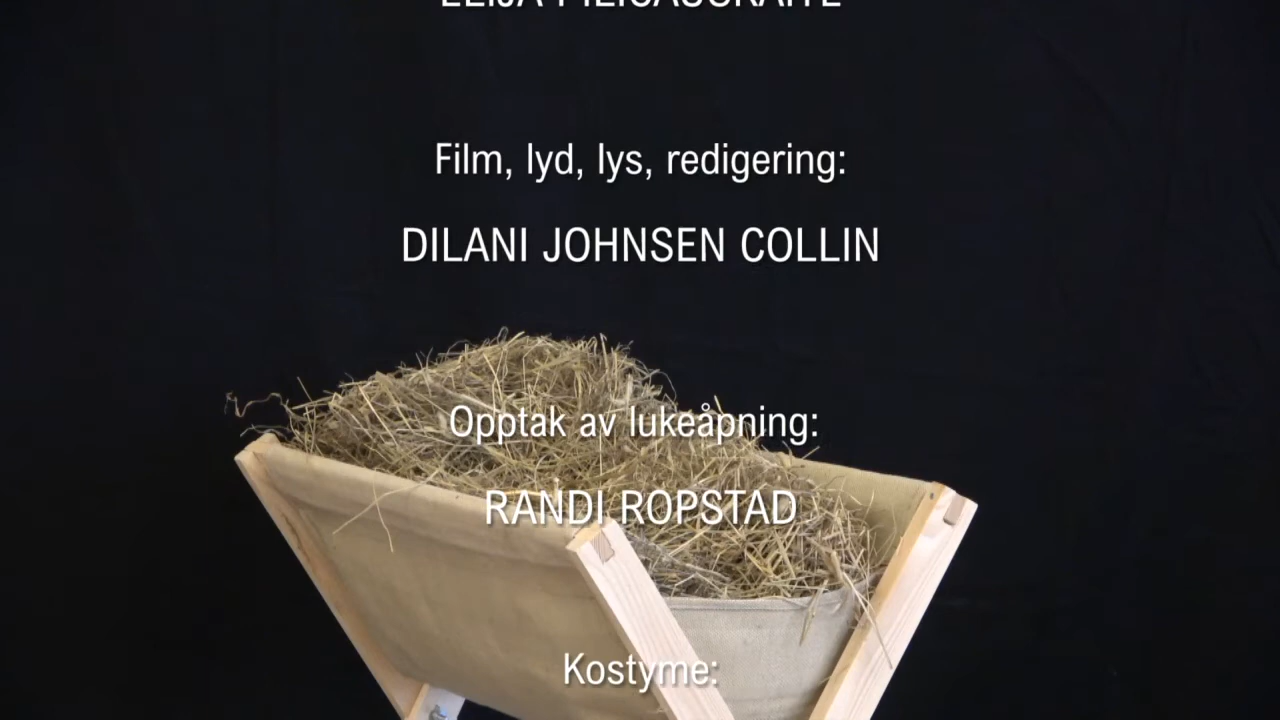 Film, lyd, lys, redigering:
DILANI JOHNSEN COLLIN
Opptak av lukeåpning:
RANDI ROPSTAD
Kostyme: